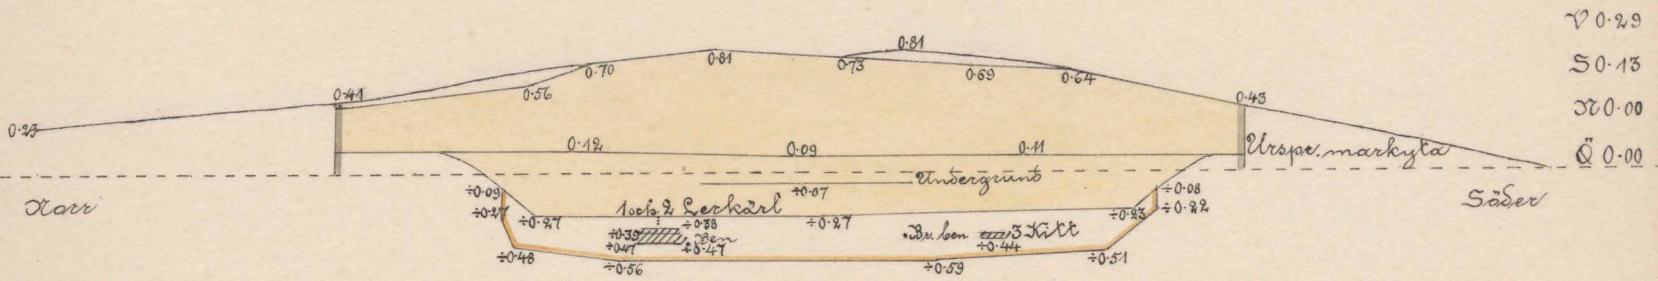 V 0.29
0.81
0.81
0.73
0.69
0.70
0.64
S 0.13
0.56
0.41
0.43
N 0.00
0.23
0.12
0.09
0.11
Urspr. markyta
Ö 0.00
÷0.07
Undergrund
÷0.09
÷0.08
Norr
÷0.27
1 och 2 Lerkärl
÷0.22
Söder
÷0.27
÷0.38
÷0.27
÷0.23
÷0.39
Ben
Br. ben
3 Kitt
÷0.47
÷0.47
÷0.44
÷0.48
÷0.56
÷0.59
÷0.51